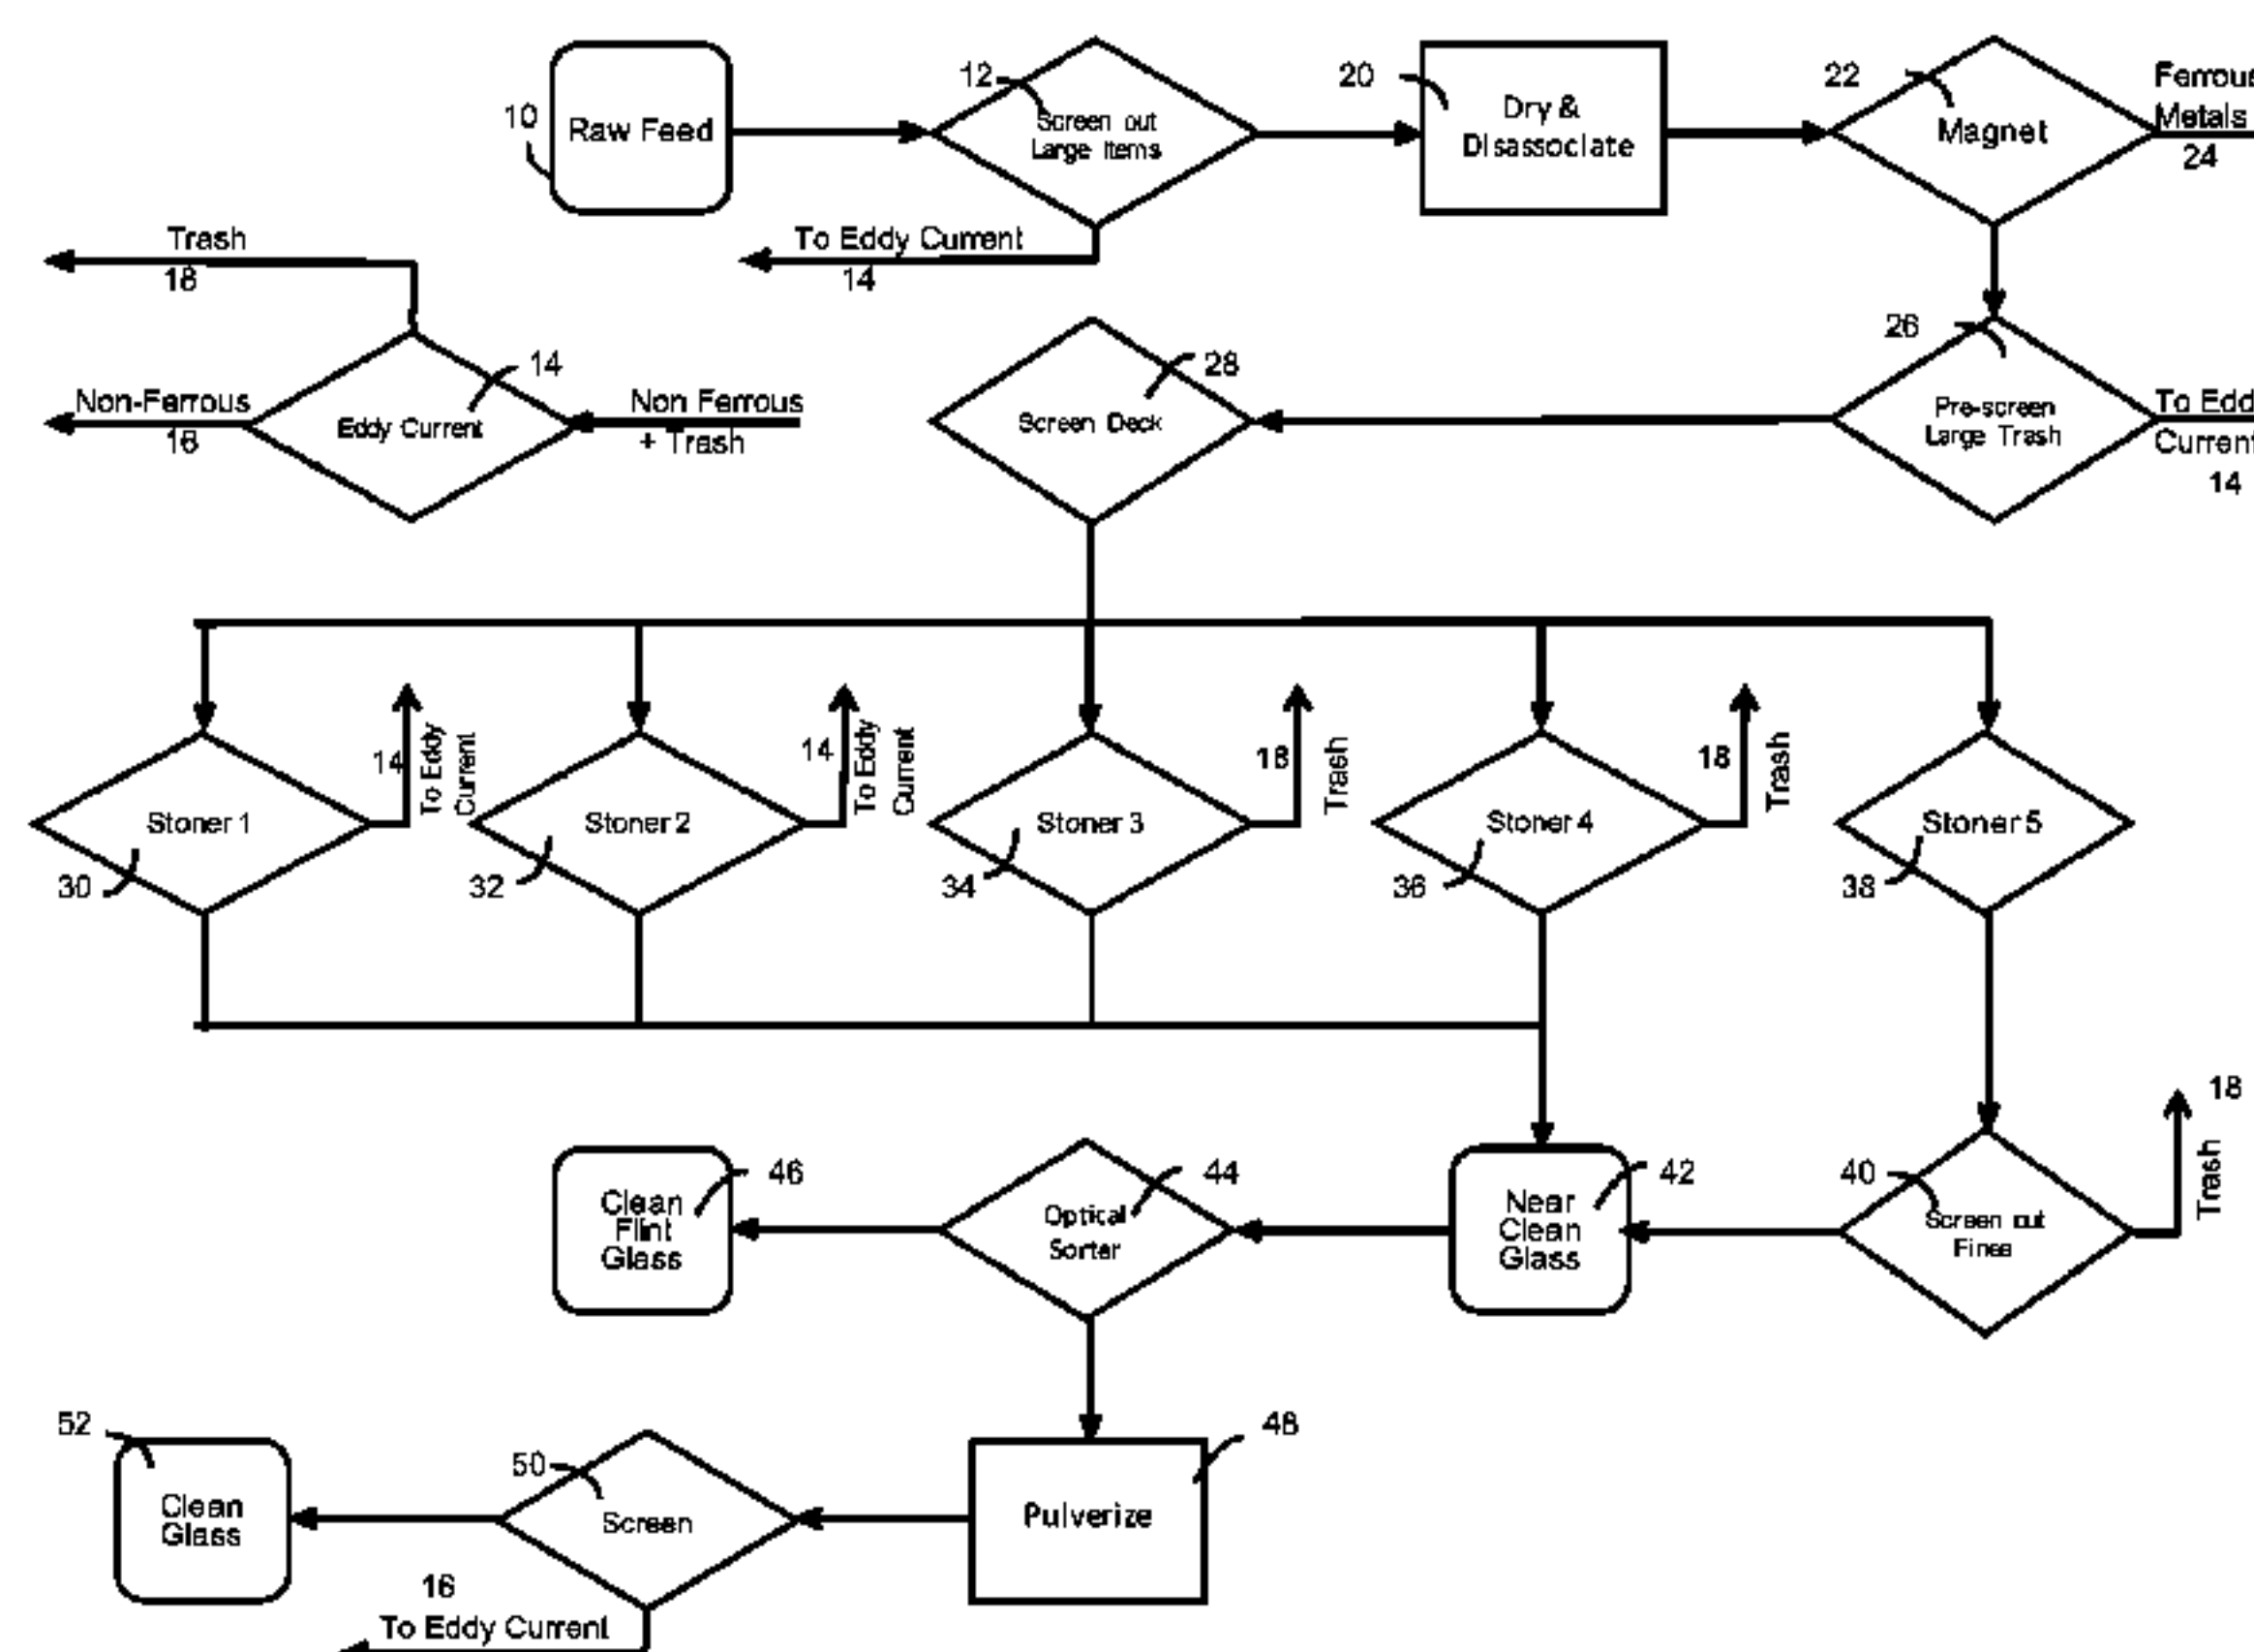 10
Raw Feed
12
Screen out
Large Items
20
Dry &
Disassociate
22
Magnet
Ferrous
Metals
24
Trash
18
To Eddy Current
14
14
Eddy Current
Non-Ferrous
16
Non Ferrous
+ Trash
28
Screen Deck
26
Pre-screen
Large Trash
To Edd
Current
14
14
To Eddy
Current
Stoner 1
30
14
To Eddy
Current
Stoner 2
32
18
Trash
Stoner 3
34
18
Trash
Stoner 4
36
Stoner 5
38
18
Trash
46
Clean
Flint
Glass
44
Optical
Sorter
42
Near
Clean
Glass
40
Screen out
Fines
52
Clean
Glass
50
Screen
48
Pulverize
16
To Eddy Current